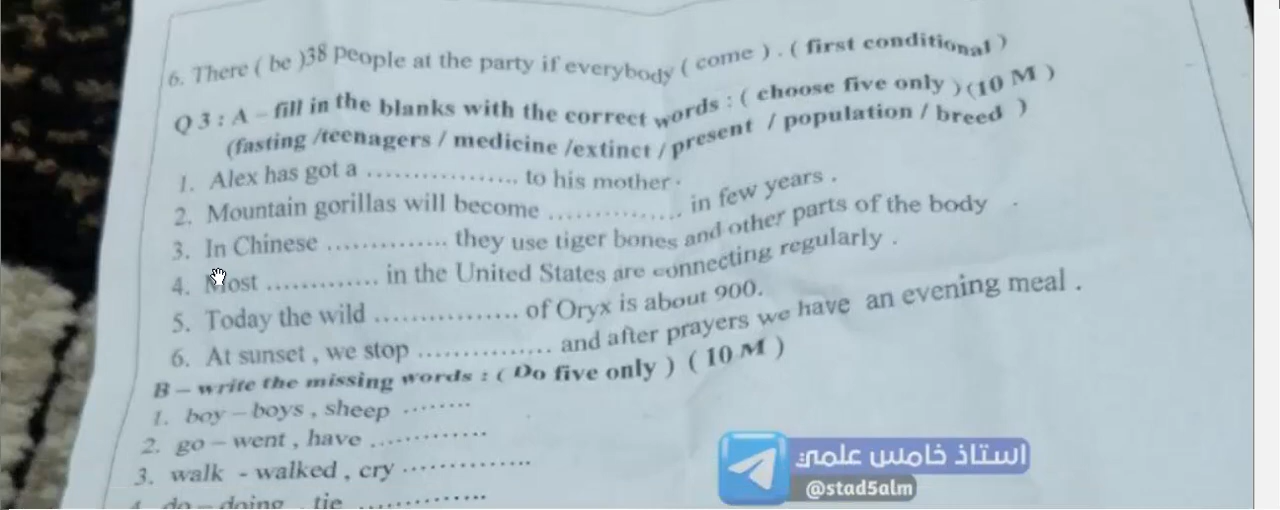 6. There ( be )38 people at the party if everybody ( come ) . ( first conditional )
Q 3 : A – fill in the blanks with the correct words : ( choose five only ) (10 M )
(fasting /teenagers / medicine /extinct / present / population / breed )
1. Alex has got a ................. to his mother .
2. Mountain gorillas will become ............... in few years .
3. In Chinese .............. they use tiger bones and other parts of the body .
4. Most ............. in the United States are connecting regularly .
5. Today the wild ................ of Oryx is about 900.
6. At sunset , we stop ............... and after prayers we have an evening meal .
B – write the missing words : ( Do five only ) ( 10 M )
1. boy – boys , sheep ........
2. go – went , have .............
3. walk - walked , cry ..............
4. do – doing , tie ..............
استاذ خامس علمي
@stad5alm